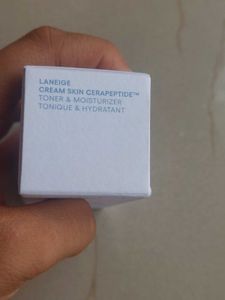 LANEIGE
CREAM SKIN CERAPEPTIDE™
TONER & MOISTURIZER
TONIQUE & HYDRATANT